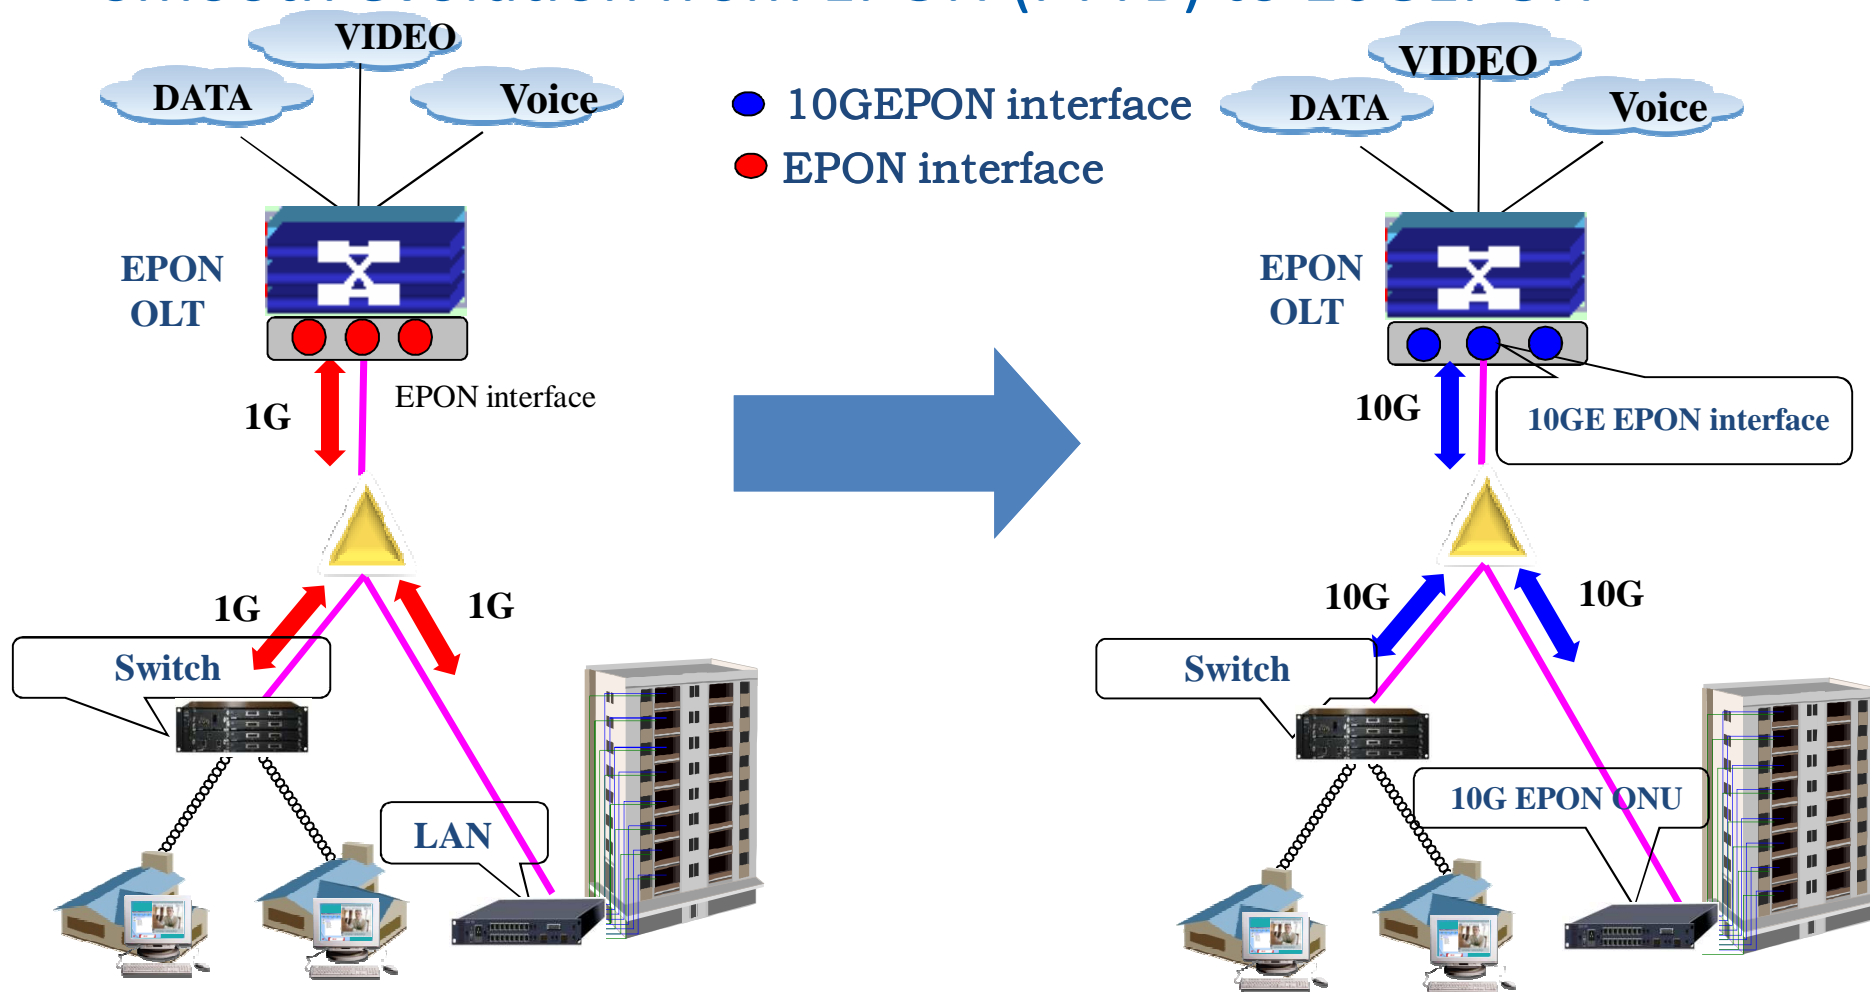 VIDEO
DATA
Voice
EPON
OLT
1G
EPON interface
1G
1G
Switch
LAN
10GEPON interface
EPON interface
VIDEO
DATA
Voice
EPON
OLT
10G
10GE EPON interface
10G
10G
Switch
10G EPON ONU